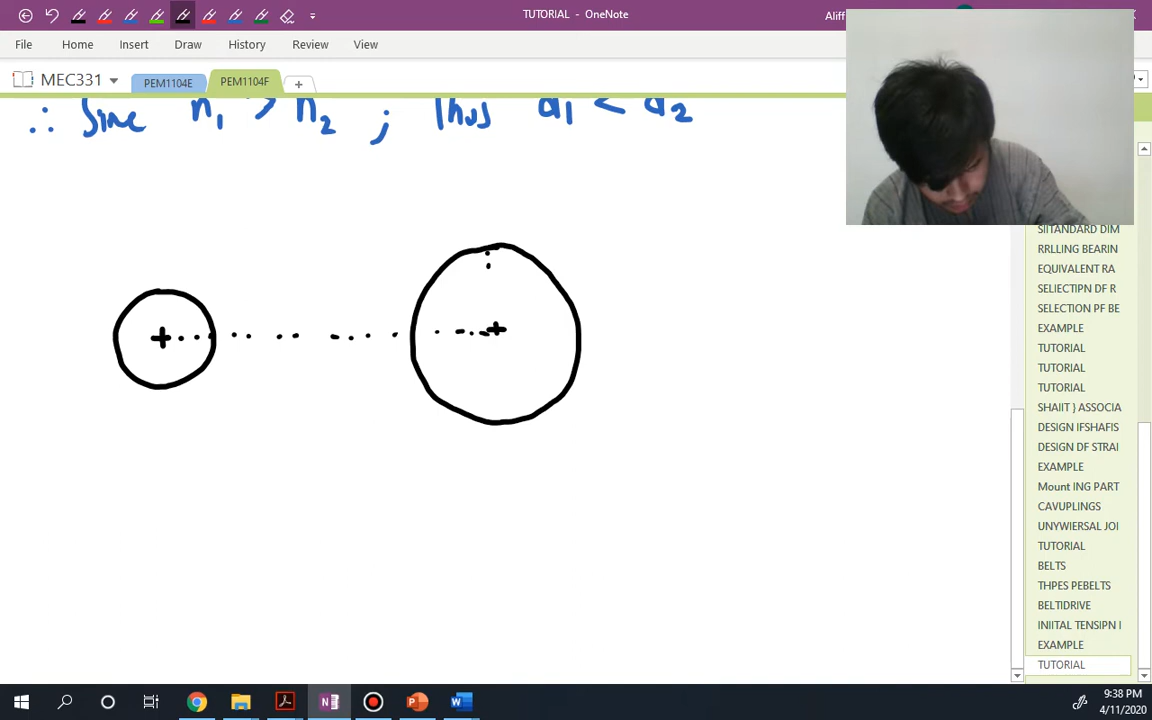 TUTORIAL - OneNote
Aliff
File Home Insert Draw History Review View
MEC331 PEM1104E PEM1104F
∴ Since n1 > n2 ; Thus d1 < d2
SIITANDARD DIM
RRLLING BEARIN
EQUIVALENT RA
SELIECTIPN DF R
SELECTION PF BE
EXAMPLE
TUTORIAL
TUTORIAL
TUTORIAL
SHAIIT } ASSOCIA
DESIGN IFSHAFIS
DESIGN DF STRAI
EXAMPLE
Mount ING PART
CAVUPLINGS
UNYWIERSAL JOI
TUTORIAL
BELTS
THPES PEBELTS
BELTIDRIVE
INIITAL TENSIPN I
EXAMPLE
TUTORIAL
9:38 PM
4/11/2020